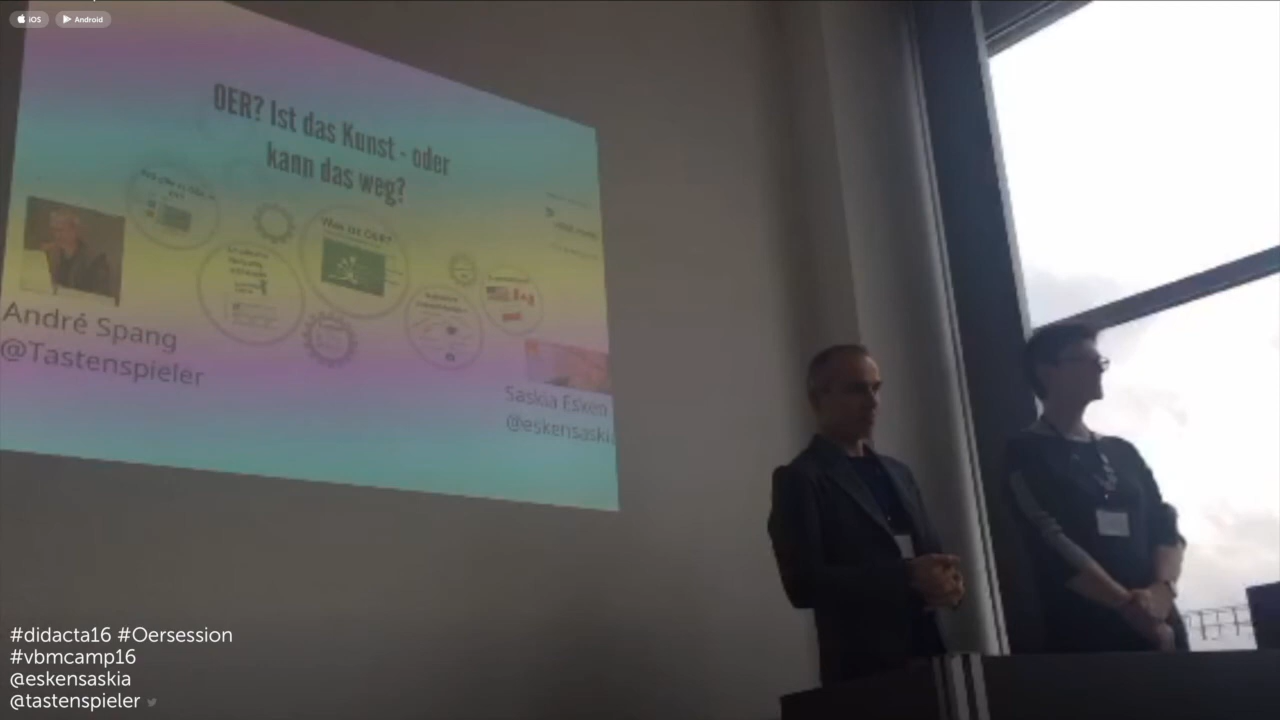 iOS
Android
OER? Ist das Kunst - oder
kann das weg?
Was ist OER?
André Spang
@Tastenspieler
Saskia Esken
@eskensaskia
#didacta16 #Oersession
#vbmcamp16
@eskensaskia
@tastenspieler